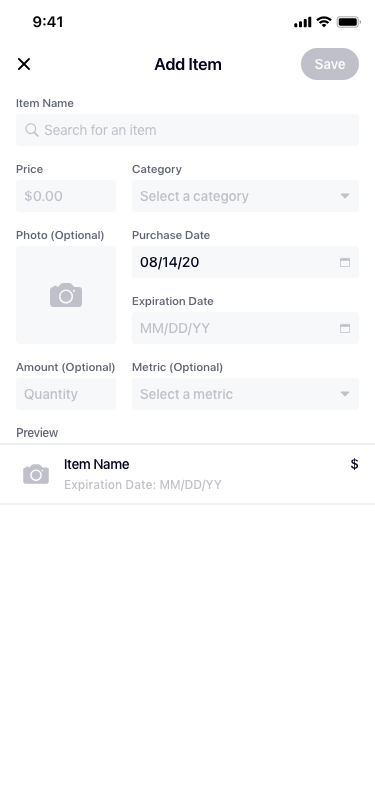 9:41
Add Item
Save
Item Name
Search for an item
Price
Category
$0.00
Select a category
Photo (Optional)
Purchase Date
08/14/20
Expiration Date
MM/DD/YY
Amount (Optional)
Metric (Optional)
Quantity
Select a metric
Preview
Item Name
$
Expiration Date: MM/DD/YY